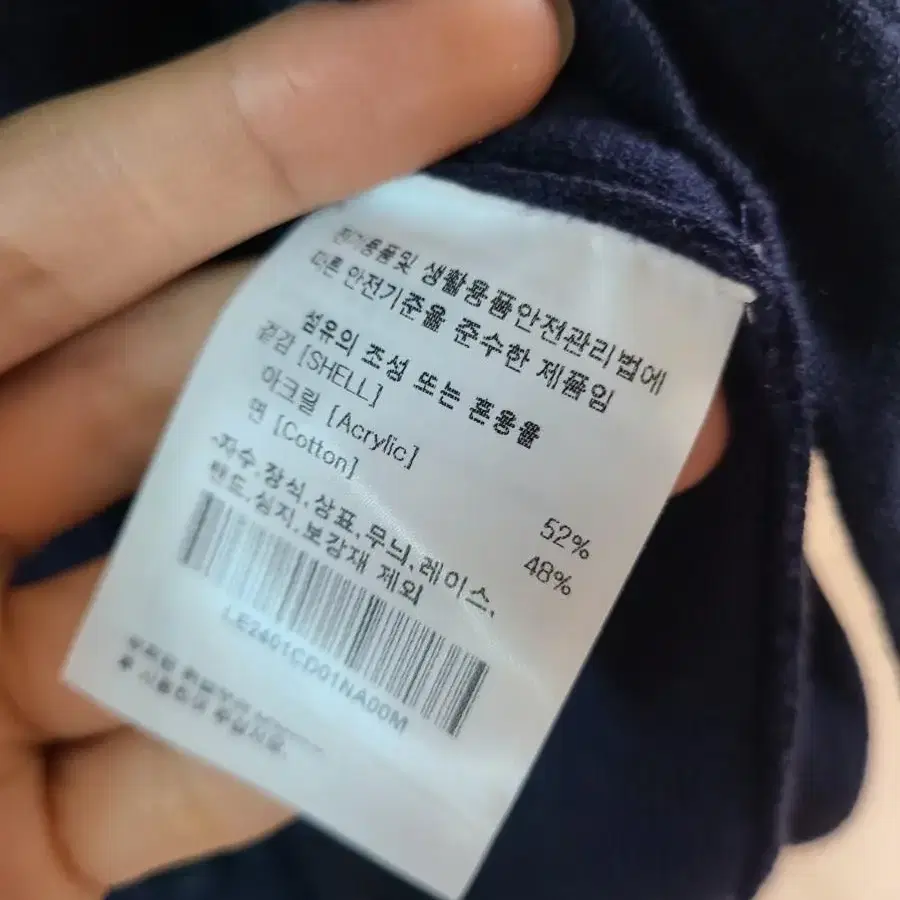 전기용품및 생활용품안전관리법에
따른 안전기준을 준수한 제품임
섬유의 조성 또는 혼용율
겉감 [SHELL]
아크릴 [Acrylic] 52%
면 [Cotton] 48%
-자수,장식,상표,무늬,레이스,
밴드,심지,보강재 제외
LE2401CD01NA00M